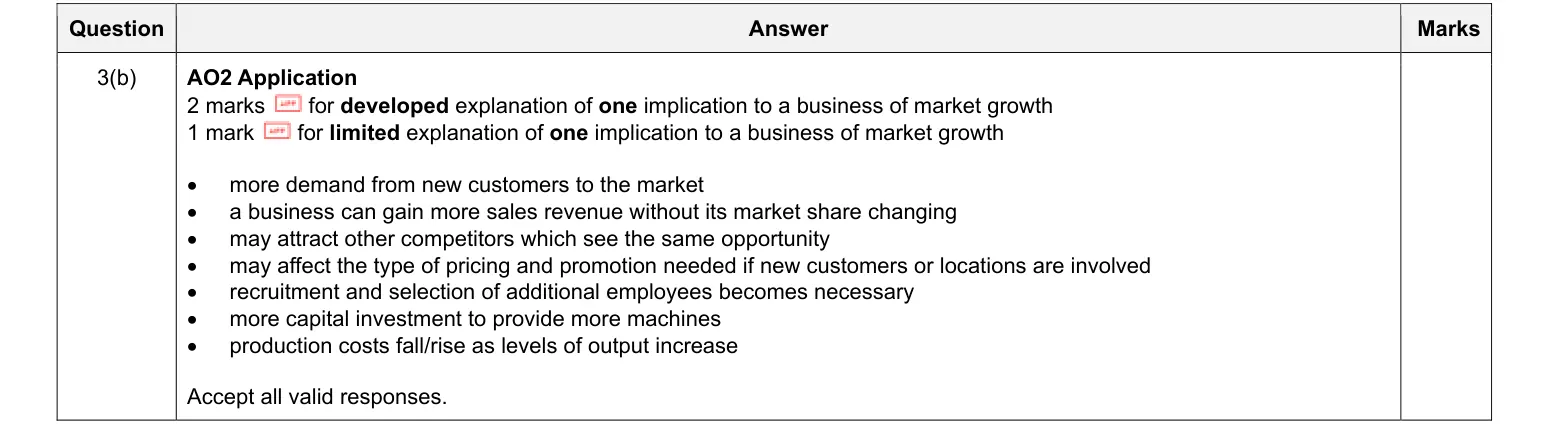 Question Answer Marks
3(b) AO2 Application
2 marks APP for developed explanation of one implication to a business of market growth
1 mark APP for limited explanation of one implication to a business of market growth
• more demand from new customers to the market
• a business can gain more sales revenue without its market share changing
• may attract other competitors which see the same opportunity
• may affect the type of pricing and promotion needed if new customers or locations are involved
• recruitment and selection of additional employees becomes necessary
• more capital investment to provide more machines
• production costs fall/rise as levels of output increase
Accept all valid responses.